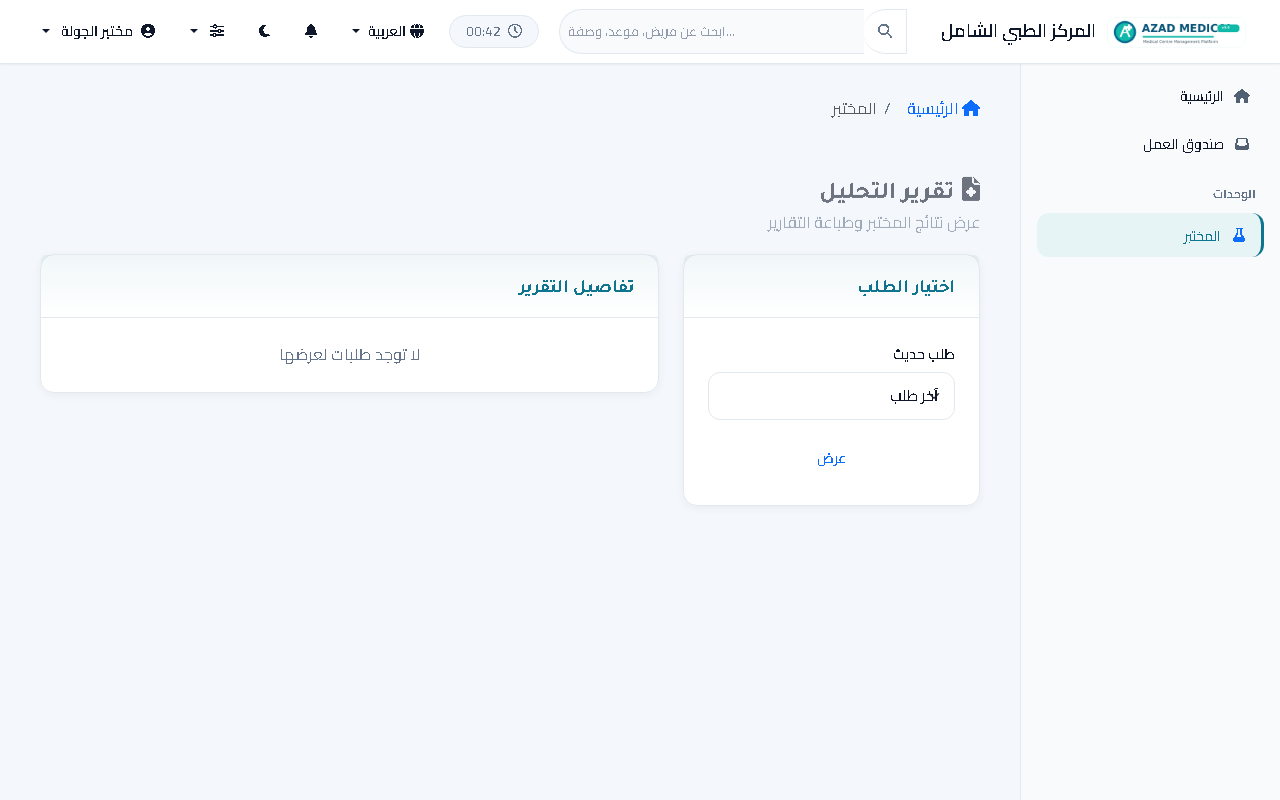 AZAD MEDIC
Medical Centre Management Platform
المركز الطبي الشامل
ابحث عن مريض، موعد، وصفة...
00:42
العربية
مختبر الجولة
الرئيسية
صندوق العمل
الوحدات
المختبر
الرئيسية / المختبر
تقرير التحليل
عرض نتائج المختبر وطباعة التقارير
اختيار الطلب
طلب حديث
آخر طلب
عرض
تفاصيل التقرير
لا توجد طلبات لعرضها